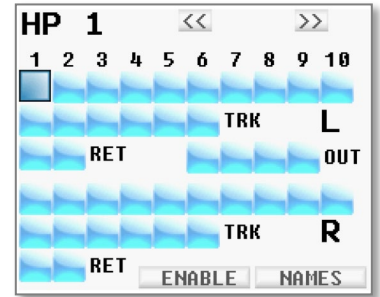 HP 1 << >>
1 2 3 4 5 6 7 8 9 10
TRK L
RET OUT
TRK R
RET ENABLE NAMES